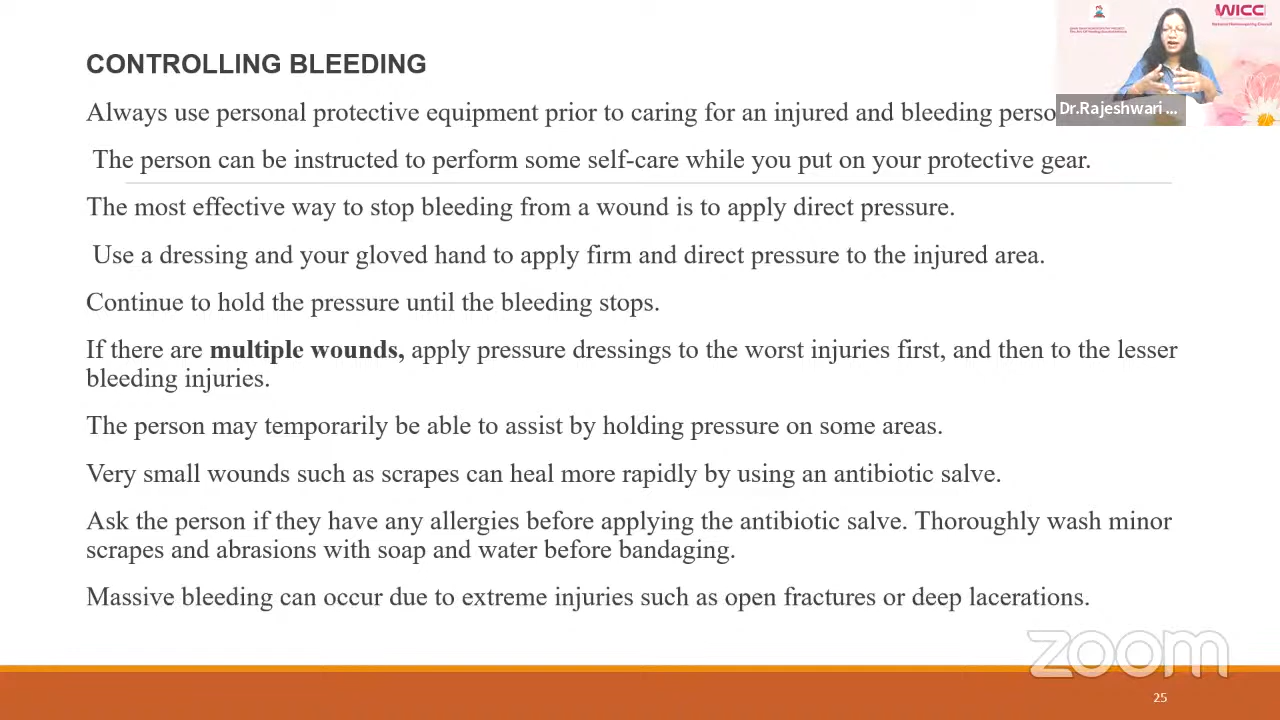 CONTROLLING BLEEDING
Always use personal protective equipment prior to caring for an injured and bleeding perso
The person can be instructed to perform some self-care while you put on your protective gear.
The most effective way to stop bleeding from a wound is to apply direct pressure.
Use a dressing and your gloved hand to apply firm and direct pressure to the injured area.
Continue to hold the pressure until the bleeding stops.
If there are multiple wounds, apply pressure dressings to the worst injuries first, and then to the lesser
bleeding injuries.
The person may temporarily be able to assist by holding pressure on some areas.
Very small wounds such as scrapes can heal more rapidly by using an antibiotic salve.
Ask the person if they have any allergies before applying the antibiotic salve. Thoroughly wash minor
scrapes and abrasions with soap and water before bandaging.
Massive bleeding can occur due to extreme injuries such as open fractures or deep lacerations.
WICC
Dr.Rajeshwari ...
zoom
25